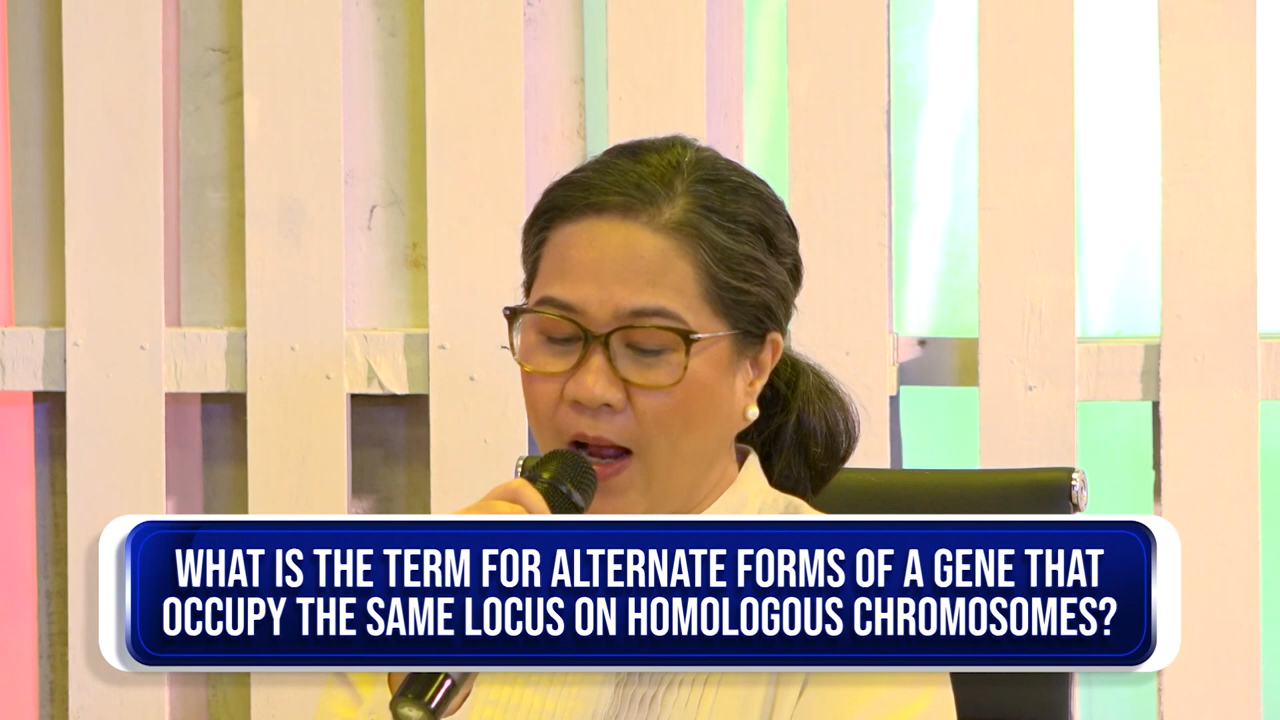 WHAT IS THE TERM FOR ALTERNATE FORMS OF A GENE THAT
OCCUPY THE SAME LOCUS ON HOMOLOGOUS CHROMOSOMES?